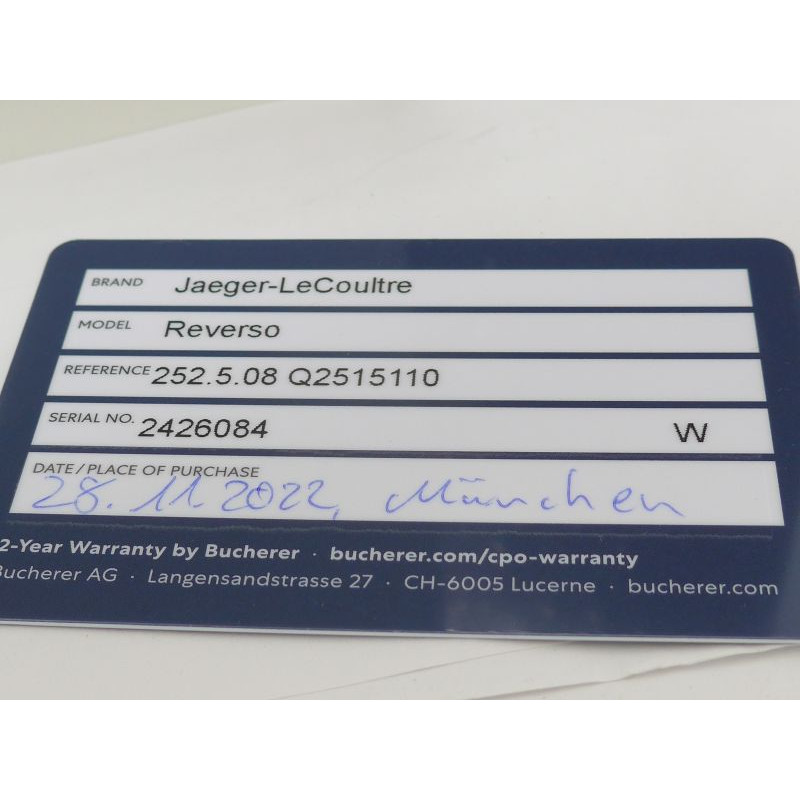 BRAND Jaeger-LeCoultre
MODEL Reverso
REFERENCE 252.5.08 Q2515110
SERIAL NO. 2426084 W
DATE / PLACE OF PURCHASE
28.11.2022, München
2-Year Warranty by Bucherer · bucherer.com/cpo-warranty
Bucherer AG · Langensandstrasse 27 · CH-6005 Lucerne · bucherer.com